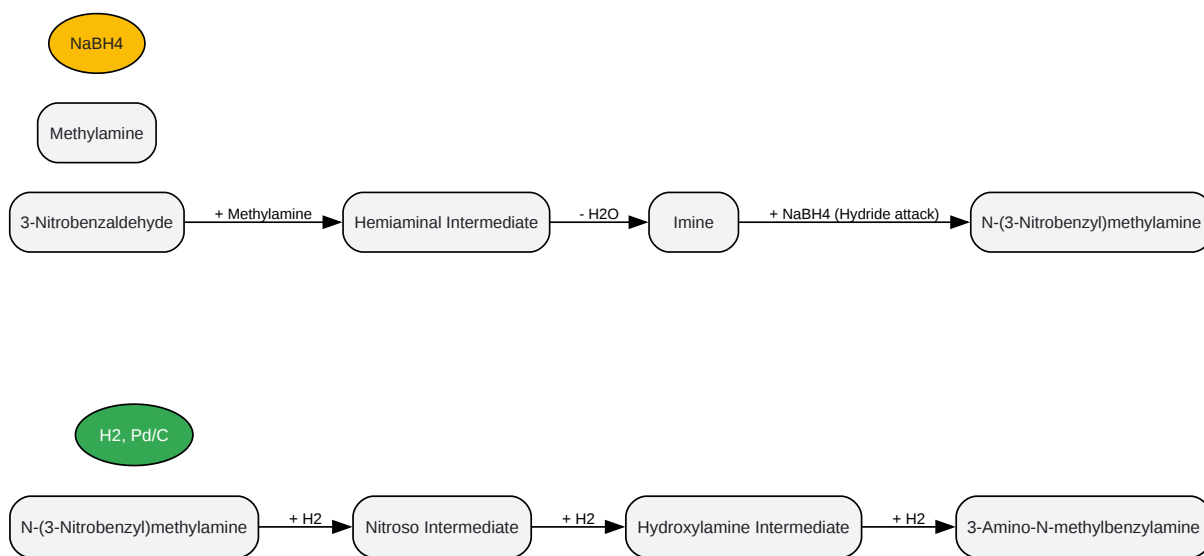 NaBH4
Methylamine
3-Nitrobenzaldehyde
+ Methylamine
Hemiaminal Intermediate
- H2O
Imine
+ NaBH4 (Hydride attack)
N-(3-Nitrobenzyl)methylamine
H2, Pd/C
N-(3-Nitrobenzyl)methylamine
+ H2
Nitroso Intermediate
+ H2
Hydroxylamine Intermediate
+ H2
3-Amino-N-methylbenzylamine